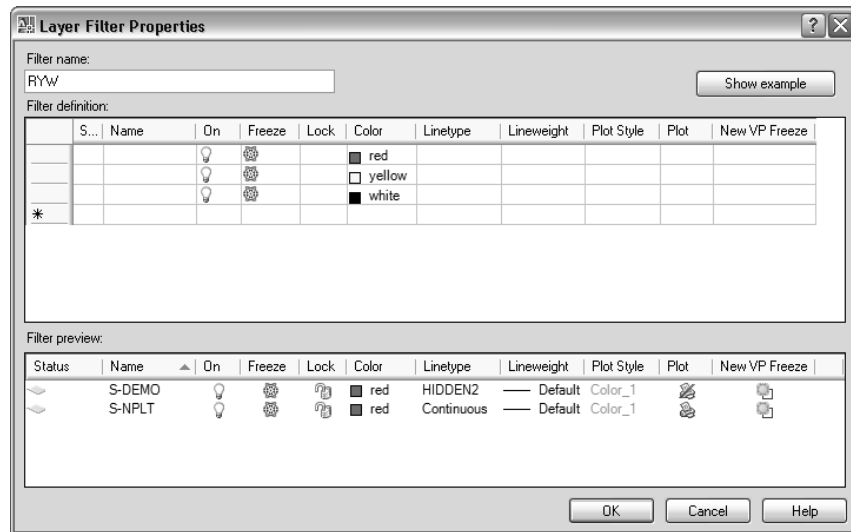 Layer Filter Properties
Filter name:
RYW
Show example
Filter definition:
S... Name On Freeze Lock Color Linetype Lineweight Plot Style Plot New VP Freeze
red
yellow
white
Filter preview:
Status Name On Freeze Lock Color Linetype Lineweight Plot Style Plot New VP Freeze
S-DEMO red HIDDEN2 Default Color_1
S-NPLT red Continuous Default Color_1
OK Cancel Help